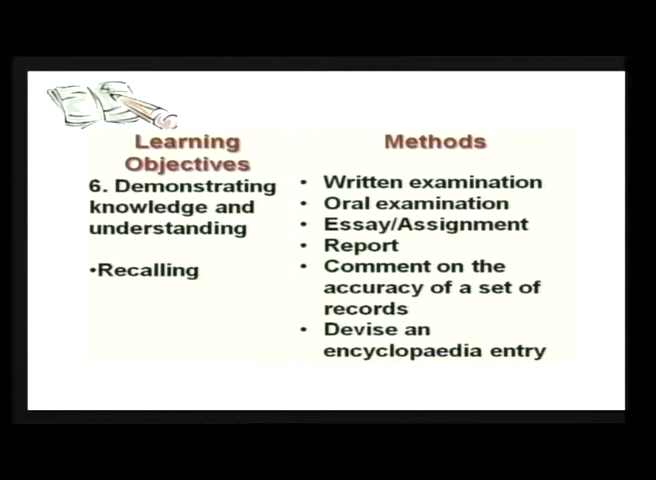 Learning
Objectives
6. Demonstrating
knowledge and
understanding
•Recalling
Methods
• Written examination
• Oral examination
• Essay/Assignment
• Report
• Comment on the
accuracy of a set of
records
• Devise an
encyclopaedia entry